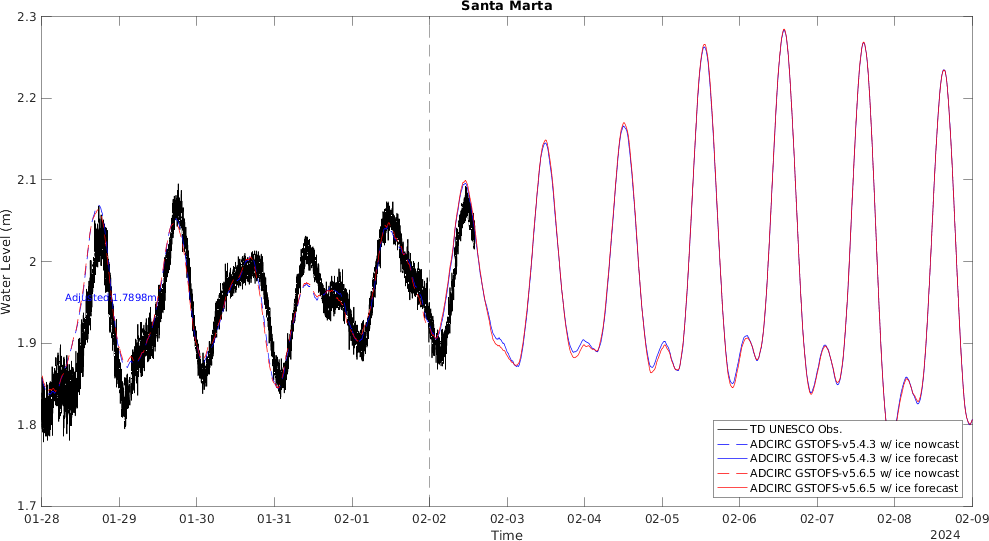 Santa Marta
2.3
2.2
2.1
2
1.9
1.8
1.7
Water Level (m)
Adjusted 1.7898m
TD UNESCO Obs.
ADCIRC GSTOFS-v5.4.3 w/ ice nowcast
ADCIRC GSTOFS-v5.4.3 w/ ice forecast
ADCIRC GSTOFS-v5.6.5 w/ ice nowcast
ADCIRC GSTOFS-v5.6.5 w/ ice forecast
01-28 01-29 01-30 01-31 02-01 02-02 02-03 02-04 02-05 02-06 02-07 02-08 02-09
Time
2024